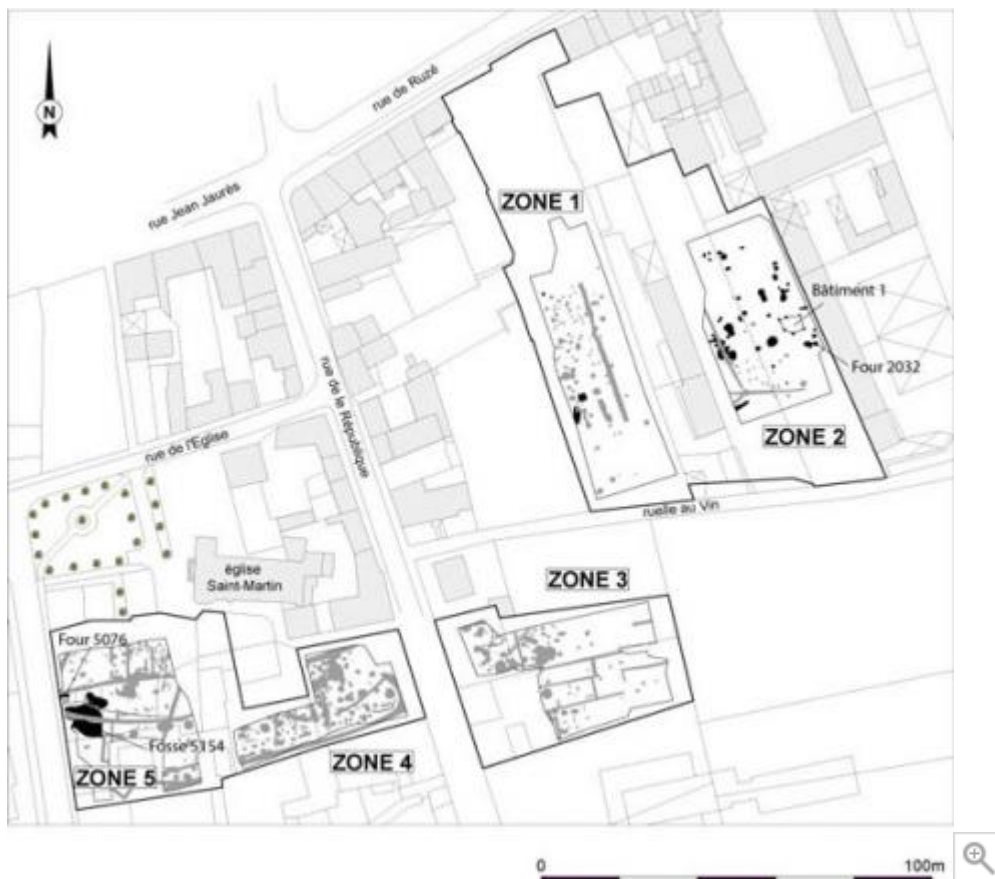 rue de Ruzé
N
rue Jean Jaurès
ZONE 1
Bâtiment 1
Four 2032
rue de la République
ZONE 2
rue de l'Eglise
ruelle au Vin
église
Saint-Martin
ZONE 3
Four 5076
Fosse 5154
ZONE 4
ZONE 5
0
100m